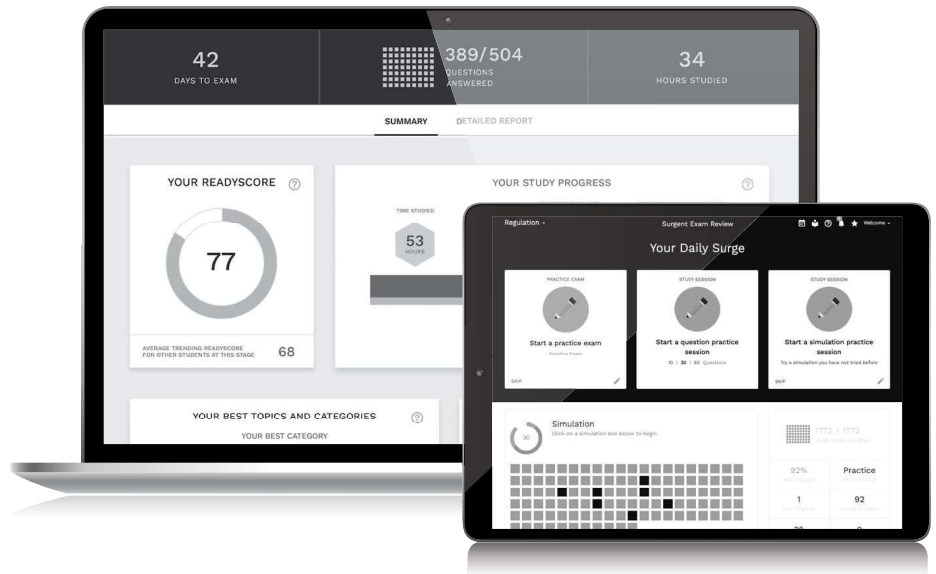 42
DAYS TO EXAM
389/504
QUESTIONS
ANSWERED
34
HOURS STUDIED
SUMMARY
DETAILED REPORT
YOUR READYSCORE
?
77
AVERAGE TRENDING READYSCORE
FOR OTHER STUDENTS AT THIS STAGE
68
YOUR STUDY PROGRESS
?
TIME STUDIED
53
HOURS
YOUR BEST TOPICS AND CATEGORIES
?
YOUR BEST CATEGORY
Regulation
Surgent Exam Review
Welcome
Your Daily Surge
PRACTICE EXAM
Start a practice exam
Practice Exam
SKIP
STUDY SESSION
Start a question practice
session
10 | 30 | 50 Questions
STUDY SESSION
Start a simulation practice
session
Try a simulation you have not tried before
SKIP
Simulation
Click on a simulation box below to begin
1773 / 1773
92%
Practice
1
92